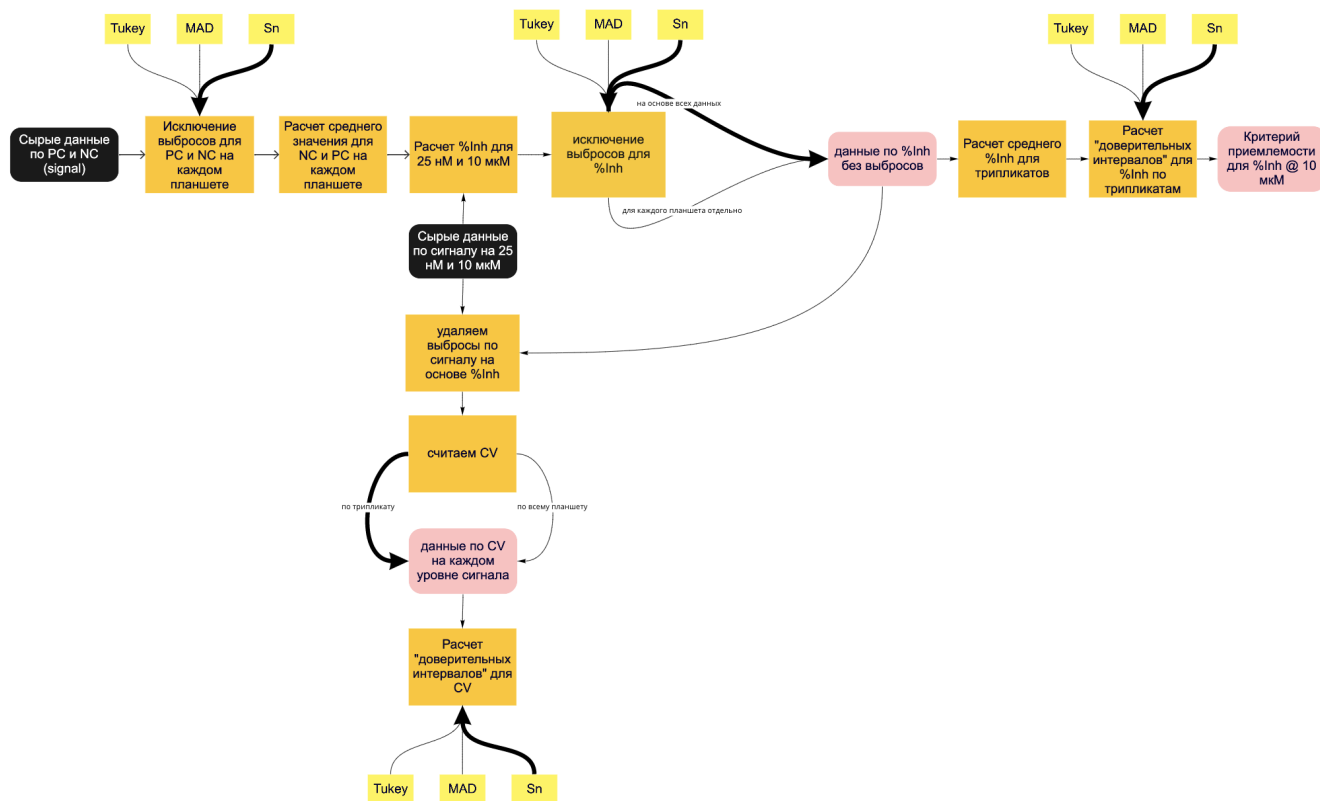 Tukey
MAD
Sn
Tukey
MAD
Sn
Tukey
MAD
Sn
Сырые данные
по PC и NC
(signal)
Исключение
выбросов для
PC и NC на
каждом
планшете
Расчет среднего
значения для
NC и PC на
каждом
планшете
Расчет %Inh для
25 нМ и 10 мкМ
исключение
выбросов для
%Inh
на основе всех данных
для каждого планшета отдельно
данные по %Inh
без выбросов
Расчет среднего
%Inh для
трипликатов
Расчет
"доверительных
интервалов" для
%Inh по
трипликатам
Критерий
приемлемости
для %Inh @ 10
мкМ
Сырые данные
по сигналу на 25
нМ и 10 мкМ
удаляем
выбросы по
сигналу на
основе %Inh
считаем CV
по трипликату
по всему планшету
данные по CV
на каждом
уровне сигнала
Расчет
"доверительных
интервалов" для
CV
Tukey
MAD
Sn